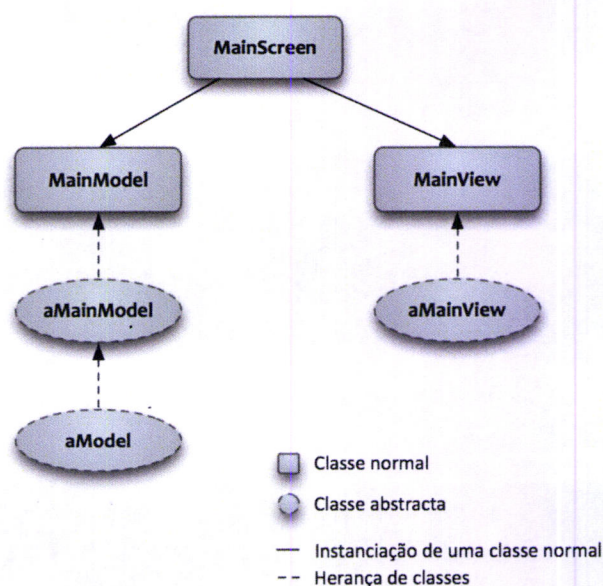 MainScreen
MainModel
MainView
aMainModel
aMainView
aModel
Classe normal
Classe abstracta
Instanciação de uma classe normal
Herança de classes